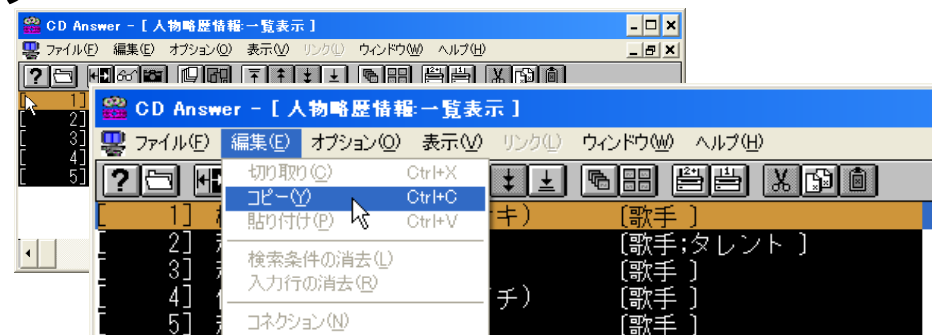 CD Answer - [ 人物略歴情報:一覧表示 ]
ファイル(F) 編集(E) オプション(O) 表示(V) リンク(L) ウィンドウ(W) ヘルプ(H)
[ 1]
[ 2]
[ 3]
[ 4]
[ 5]
CD Answer - [ 人物略歴情報:一覧表示 ]
ファイル(F) 編集(E) オプション(O) 表示(V) リンク(L) ウィンドウ(W) ヘルプ(H)
切り取り(C) Ctrl+X
コピー(Y) Ctrl+C
貼り付け(P) Ctrl+V
検索条件の消去(L)
入力行の消去(R)
コネクション(N)
[ 1] キ) [歌手 ]
[ 2] [歌手;タレント ]
[ 3] [歌手 ]
[ 4] チ) [歌手 ]
[ 5] [歌手 ]